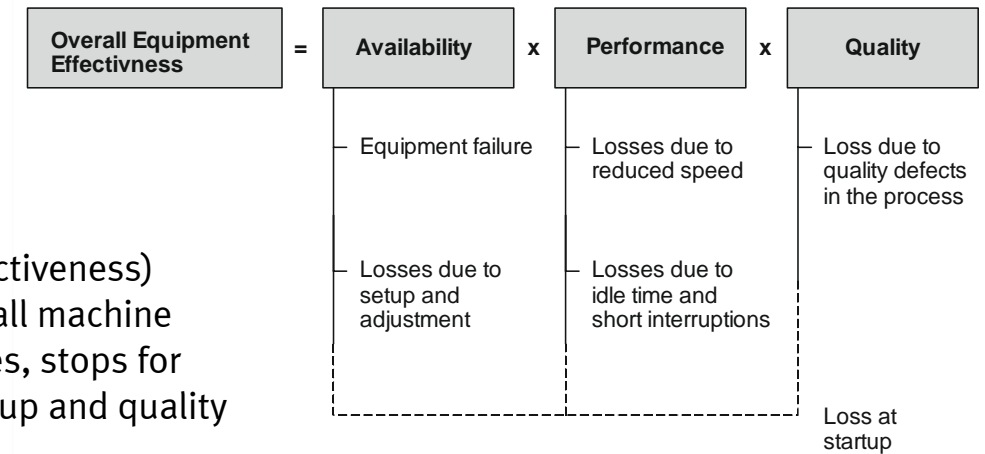 Overall Equipment
Effectivness
=
Availability
x
Performance
x
Quality
Equipment failure
Losses due to
setup and
adjustment
Losses due to
reduced speed
Losses due to
idle time and
short interruptions
Loss due to
quality defects
in the process
Loss at
startup
ctiveness)
all machine
es, stops for
up and quality